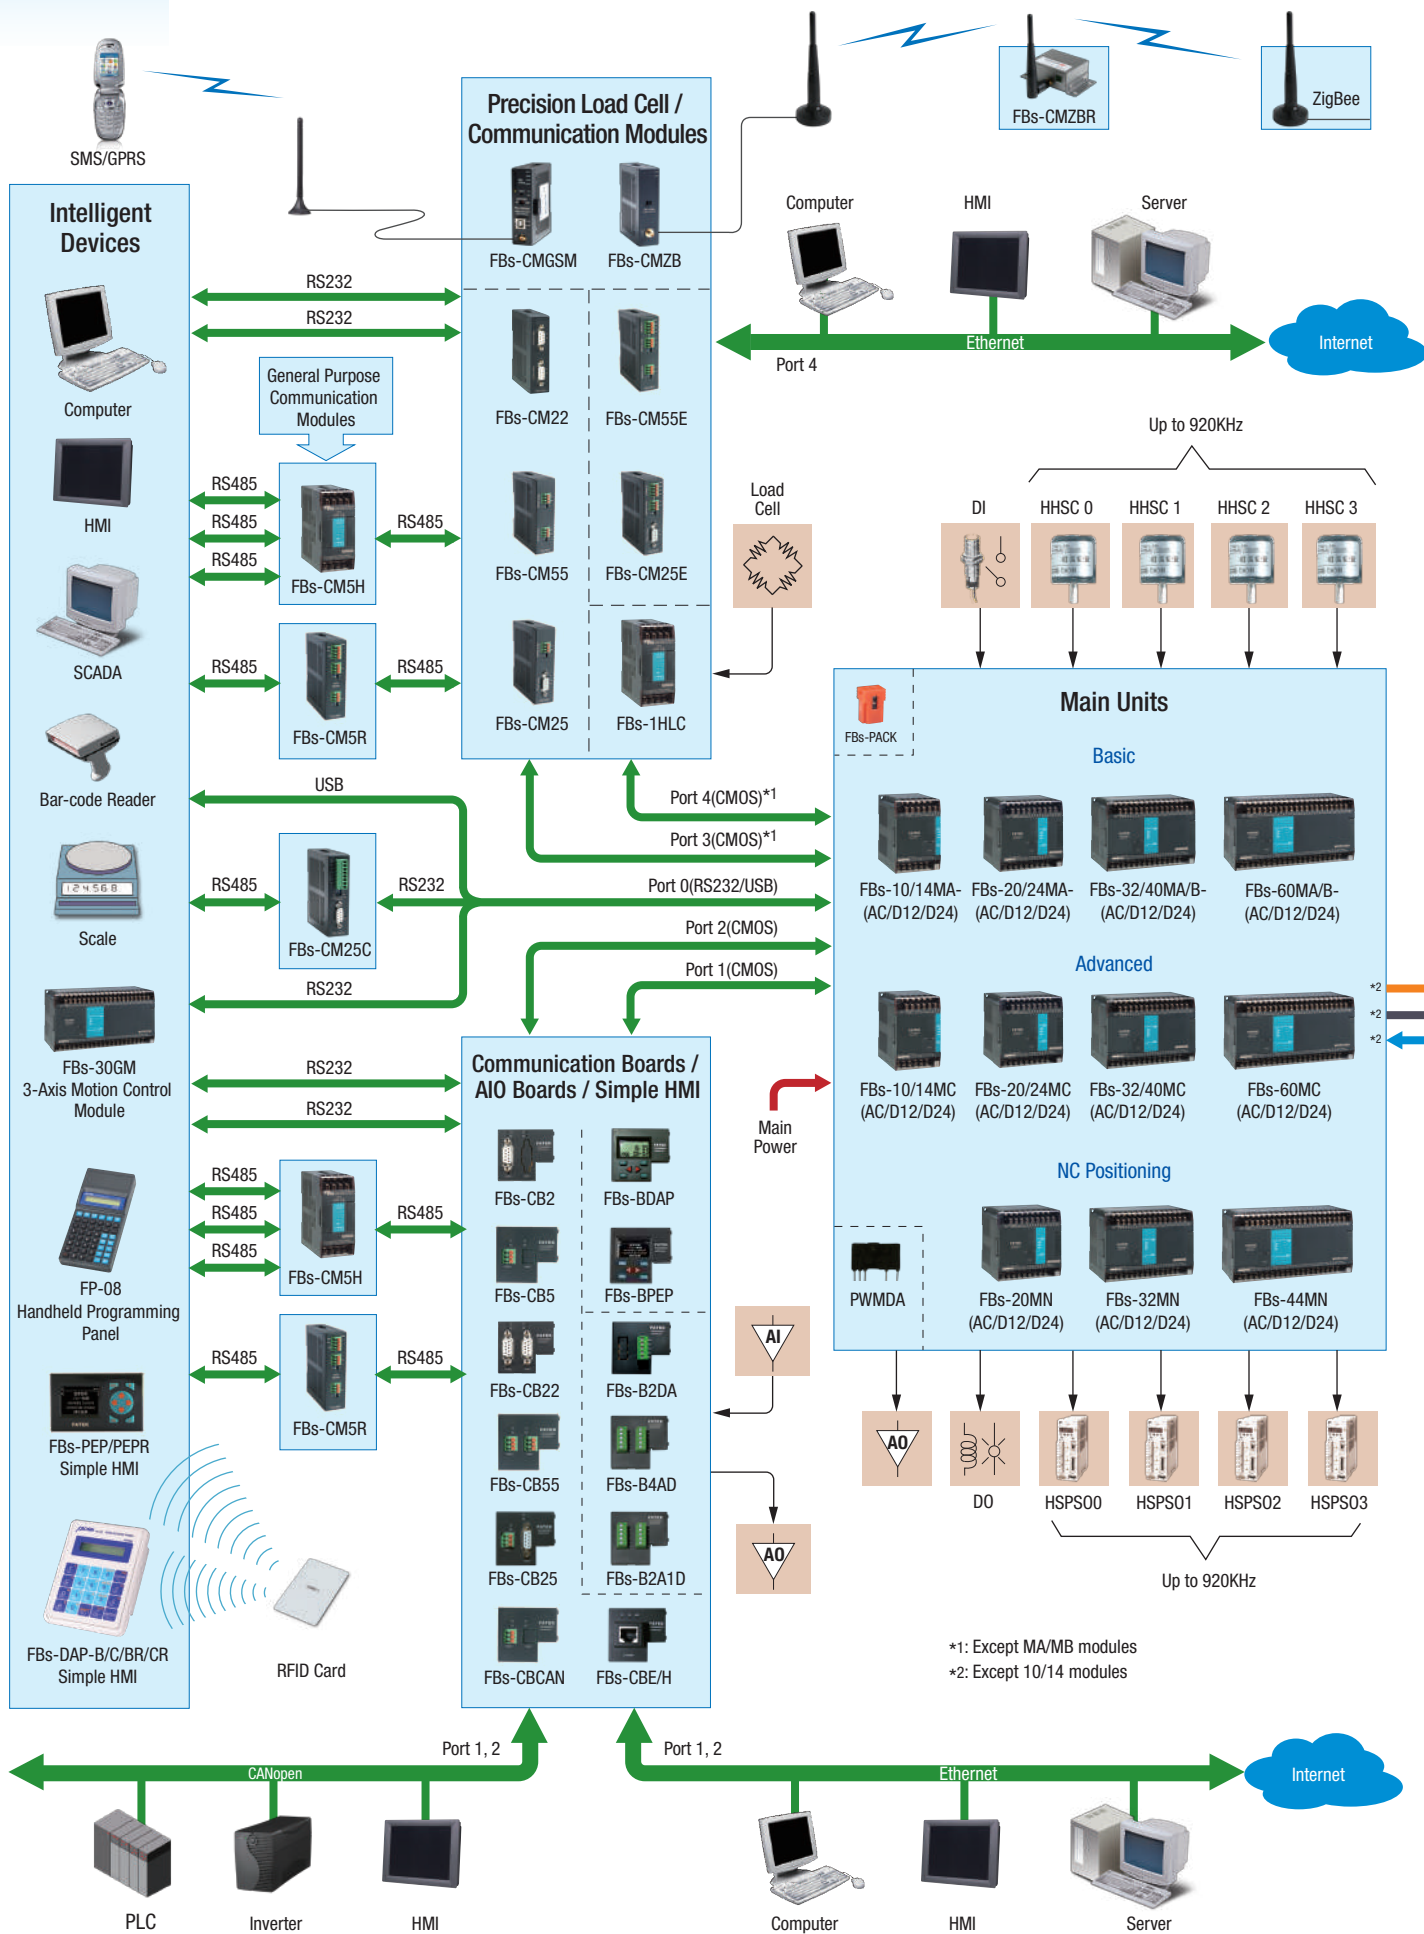 SMS/GPRS
Precision Load Cell /
Communication Modules
FBs-CMGSM
FBs-CMZB
FBs-CMZBR
ZigBee
Computer
HMI
Server
Ethernet
Port 4
Internet
Intelligent
Devices
Computer
HMI
SCADA
Bar-code Reader
Scale
FBs-30GM
3-Axis Motion Control
Module
FP-08
Handheld Programming
Panel
FBs-PEP/PEPR
Simple HMI
FBs-DAP-B/C/BR/CR
Simple HMI
RFID Card
RS232
RS232
General Purpose
Communication
Modules
RS485
RS485
RS485
FBs-CM5H
RS485
RS485
FBs-CM5R
RS485
USB
RS485
FBs-CM25C
RS232
RS232
RS232
RS232
RS485
RS485
RS485
FBs-CM5H
RS485
RS485
FBs-CM5R
RS485
FBs-CM22
FBs-CM55E
FBs-CM55
FBs-CM25E
FBs-CM25
FBs-1HLC
Load
Cell
Port 4(CMOS)*1
Port 3(CMOS)*1
Port 0(RS232/USB)
Port 2(CMOS)
Port 1(CMOS)
Up to 920KHz
DI
HHSC 0
HHSC 1
HHSC 2
HHSC 3
Main Units
FBs-PACK
Basic
FBs-10/14MA-
(AC/D12/D24)
FBs-20/24MA-
(AC/D12/D24)
FBs-32/40MA/B-
(AC/D12/D24)
FBs-60MA/B-
(AC/D12/D24)
Advanced
*2
*2
*2
FBs-10/14MC
(AC/D12/D24)
FBs-20/24MC
(AC/D12/D24)
FBs-32/40MC
(AC/D12/D24)
FBs-60MC
(AC/D12/D24)
Main
Power
NC Positioning
PWMDA
FBs-20MN
(AC/D12/D24)
FBs-32MN
(AC/D12/D24)
FBs-44MN
(AC/D12/D24)
Communication Boards /
AIO Boards / Simple HMI
FBs-CB2
FBs-BDAP
FBs-CB5
FBs-BPEP
FBs-CB22
FBs-B2DA
FBs-CB55
FBs-B4AD
FBs-CB25
FBs-B2A1D
FBs-CBCAN
FBs-CBE/H
AI
AO
AO
DO
HSPSO0
HSPSO1
HSPSO2
HSPSO3
Up to 920KHz
*1: Except MA/MB modules
*2: Except 10/14 modules
Port 1, 2
CANopen
PLC
Inverter
HMI
Port 1, 2
Ethernet
Internet
Computer
HMI
Server